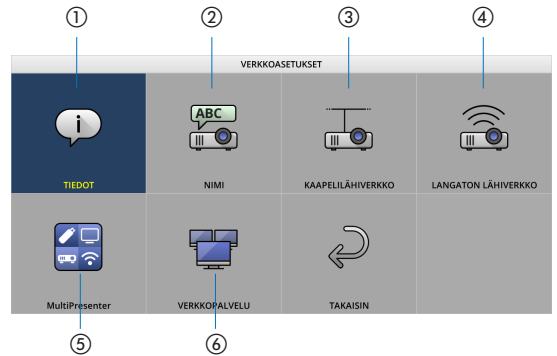 ① ② ③ ④
VERKKOASETUKSET
ABC
TIEDOT NIMI KAAPELILÄHIVERKKO LANGATON LÄHIVERKKO
MultiPresenter VERKKOPALVELU TAKAISIN
⑤ ⑥